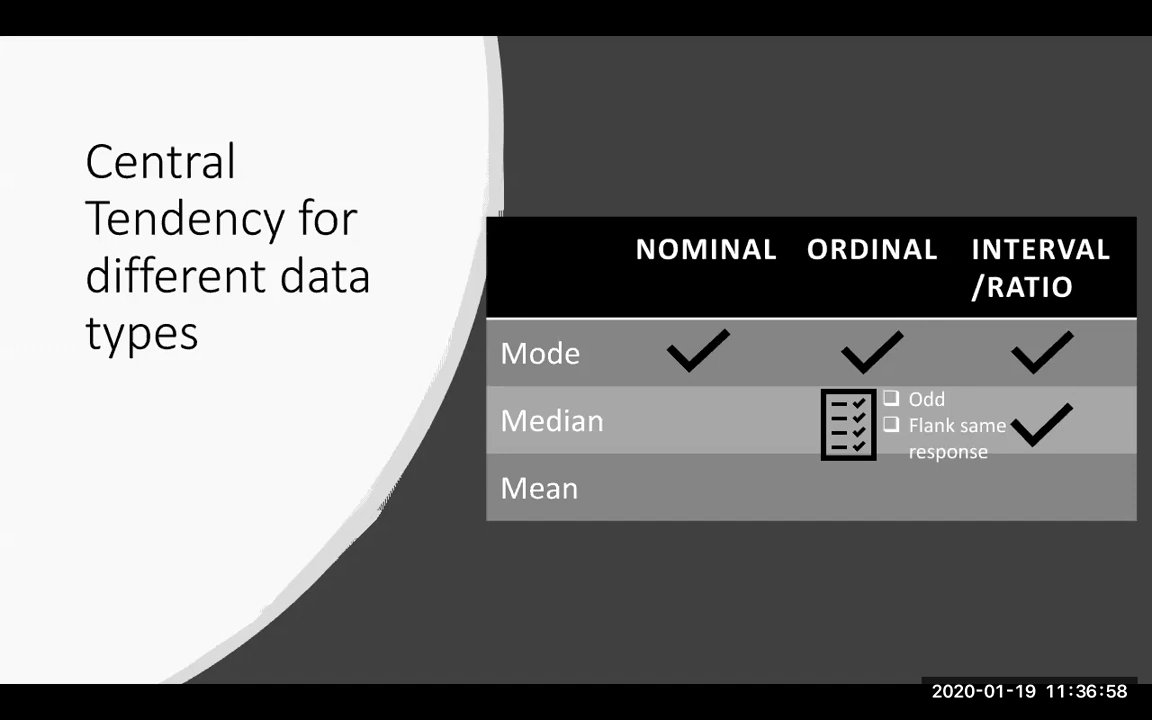 Central
Tendency for
different data
types
NOMINAL ORDINAL INTERVAL
/RATIO
Mode
Median
Odd
Flank same
response
Mean
2020-01-19 11:36:58